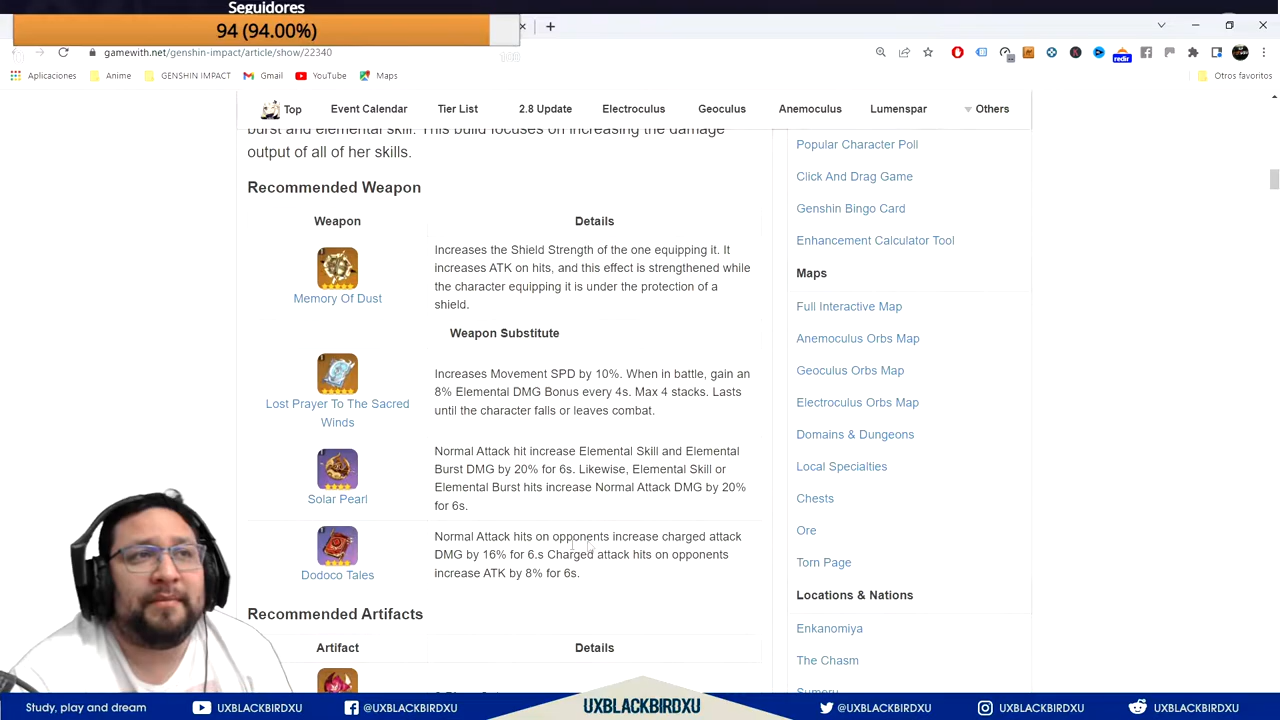 Seguidores
94 (94.00%)
gamewith.net/genshin-impact/article/show/22340
redir
Aplicaciones
Anime
GENSHIN IMPACT
Gmail
YouTube
Maps
Otros favoritos
Top
Event Calendar
Tier List
2.8 Update
Electroculus
Geoculus
Anemoculus
Lumenspar
Others
burst and elemental skill. This build focuses on increasing the damage
output of all of her skills.
Recommended Weapon
Weapon
Details
Memory Of Dust
Increases the Shield Strength of the one equipping it. It
increases ATK on hits, and this effect is strengthened while
the character equipping it is under the protection of a
shield.
Weapon Substitute
Lost Prayer To The Sacred
Winds
Increases Movement SPD by 10%. When in battle, gain an
8% Elemental DMG Bonus every 4s. Max 4 stacks. Lasts
until the character falls or leaves combat.
Solar Pearl
Normal Attack hit increase Elemental Skill and Elemental
Burst DMG by 20% for 6s. Likewise, Elemental Skill or
Elemental Burst hits increase Normal Attack DMG by 20%
for 6s.
Dodoco Tales
Normal Attack hits on opponents increase charged attack
DMG by 16% for 6.s Charged attack hits on opponents
increase ATK by 8% for 6s.
Recommended Artifacts
Artifact
Details
Popular Character Poll
Click And Drag Game
Genshin Bingo Card
Enhancement Calculator Tool
Maps
Full Interactive Map
Anemoculus Orbs Map
Geoculus Orbs Map
Electroculus Orbs Map
Domains & Dungeons
Local Specialties
Chests
Ore
Torn Page
Locations & Nations
Enkanomiya
The Chasm
Sumeru
Study, play and dream
UXBLACKBIRDXU
@UXBLACKBIRDXU
UXBLACKBIRDXU
@UXBLACKBIRDXU
UXBLACKBIRDXU
UXBLACKBIRDXU